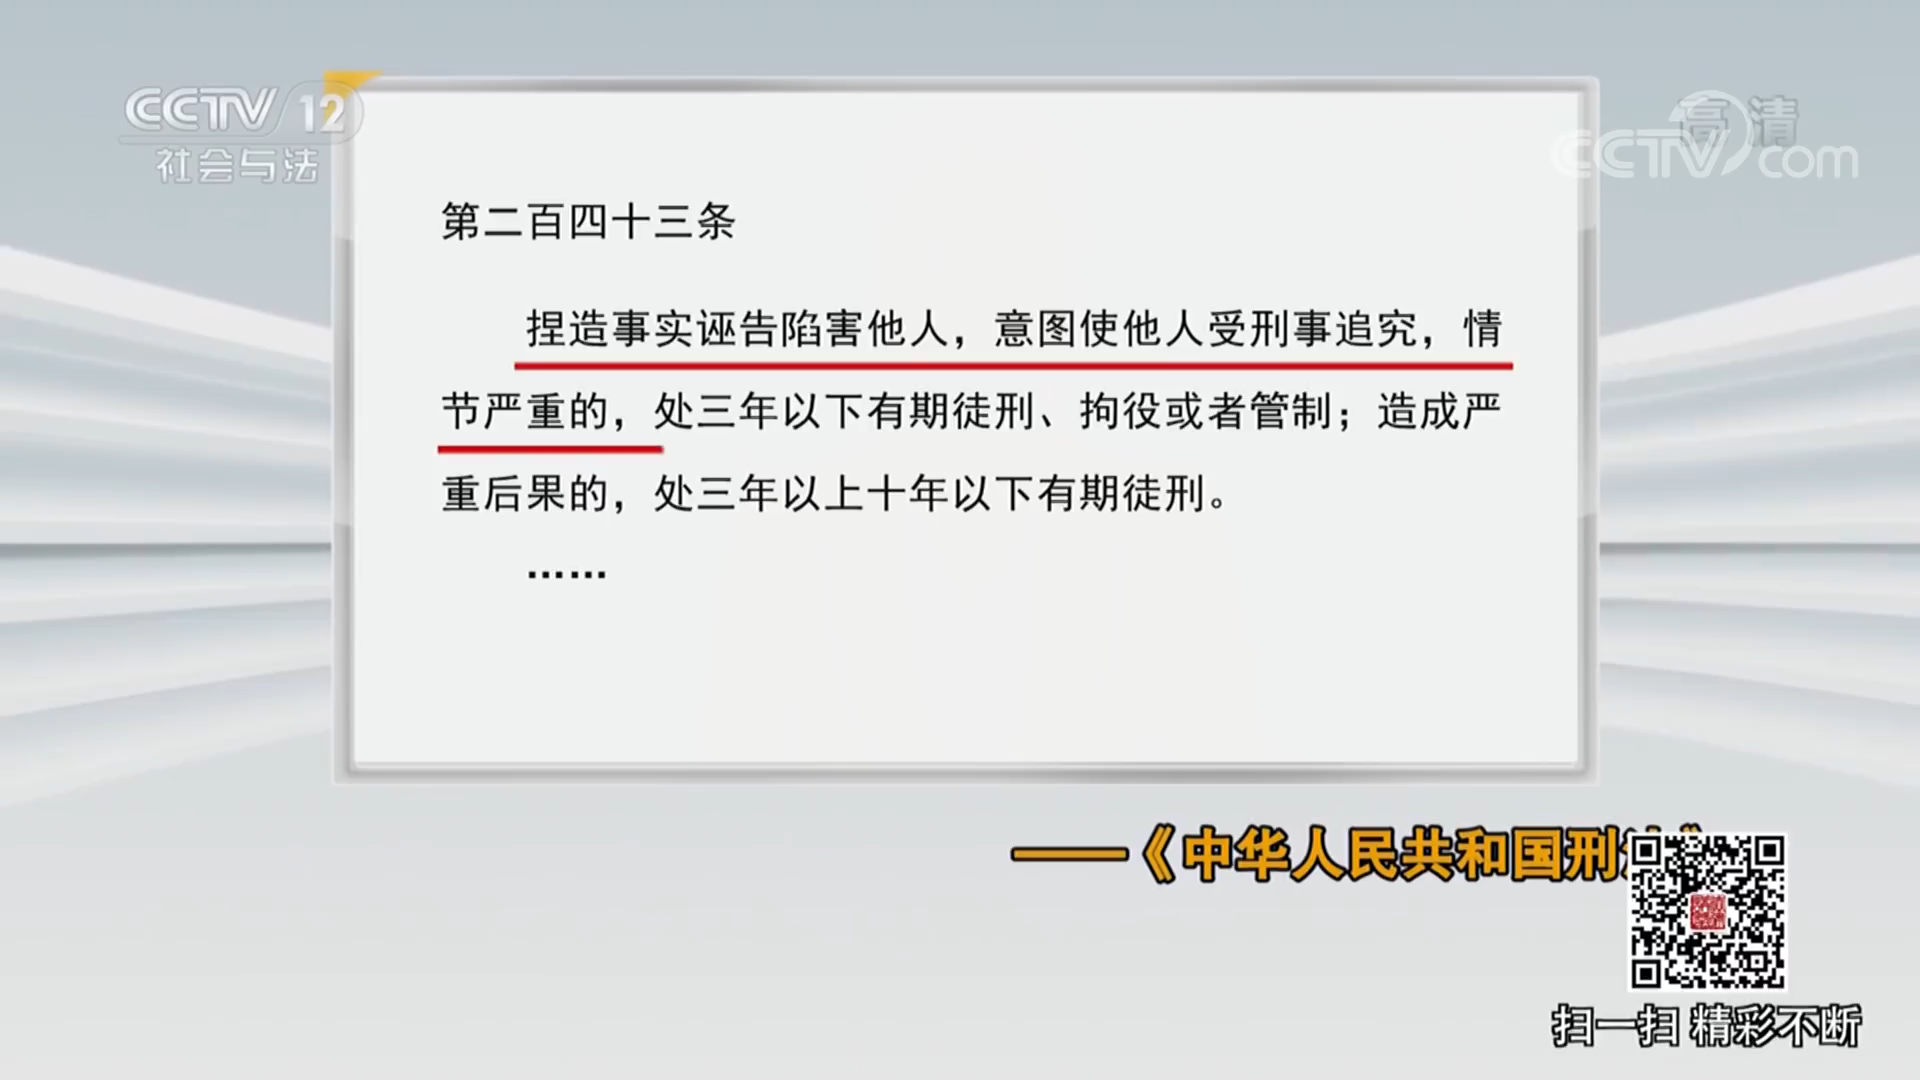 CCTV 12
社会与法
高清
CCTV.com
第二百四十三条
捏造事实诬告陷害他人，意图使他人受刑事追究，情
节严重的，处三年以下有期徒刑、拘役或者管制；造成严
重后果的，处三年以上十年以下有期徒刑。
……
——《中华人民共和国刑
扫一扫 精彩不断